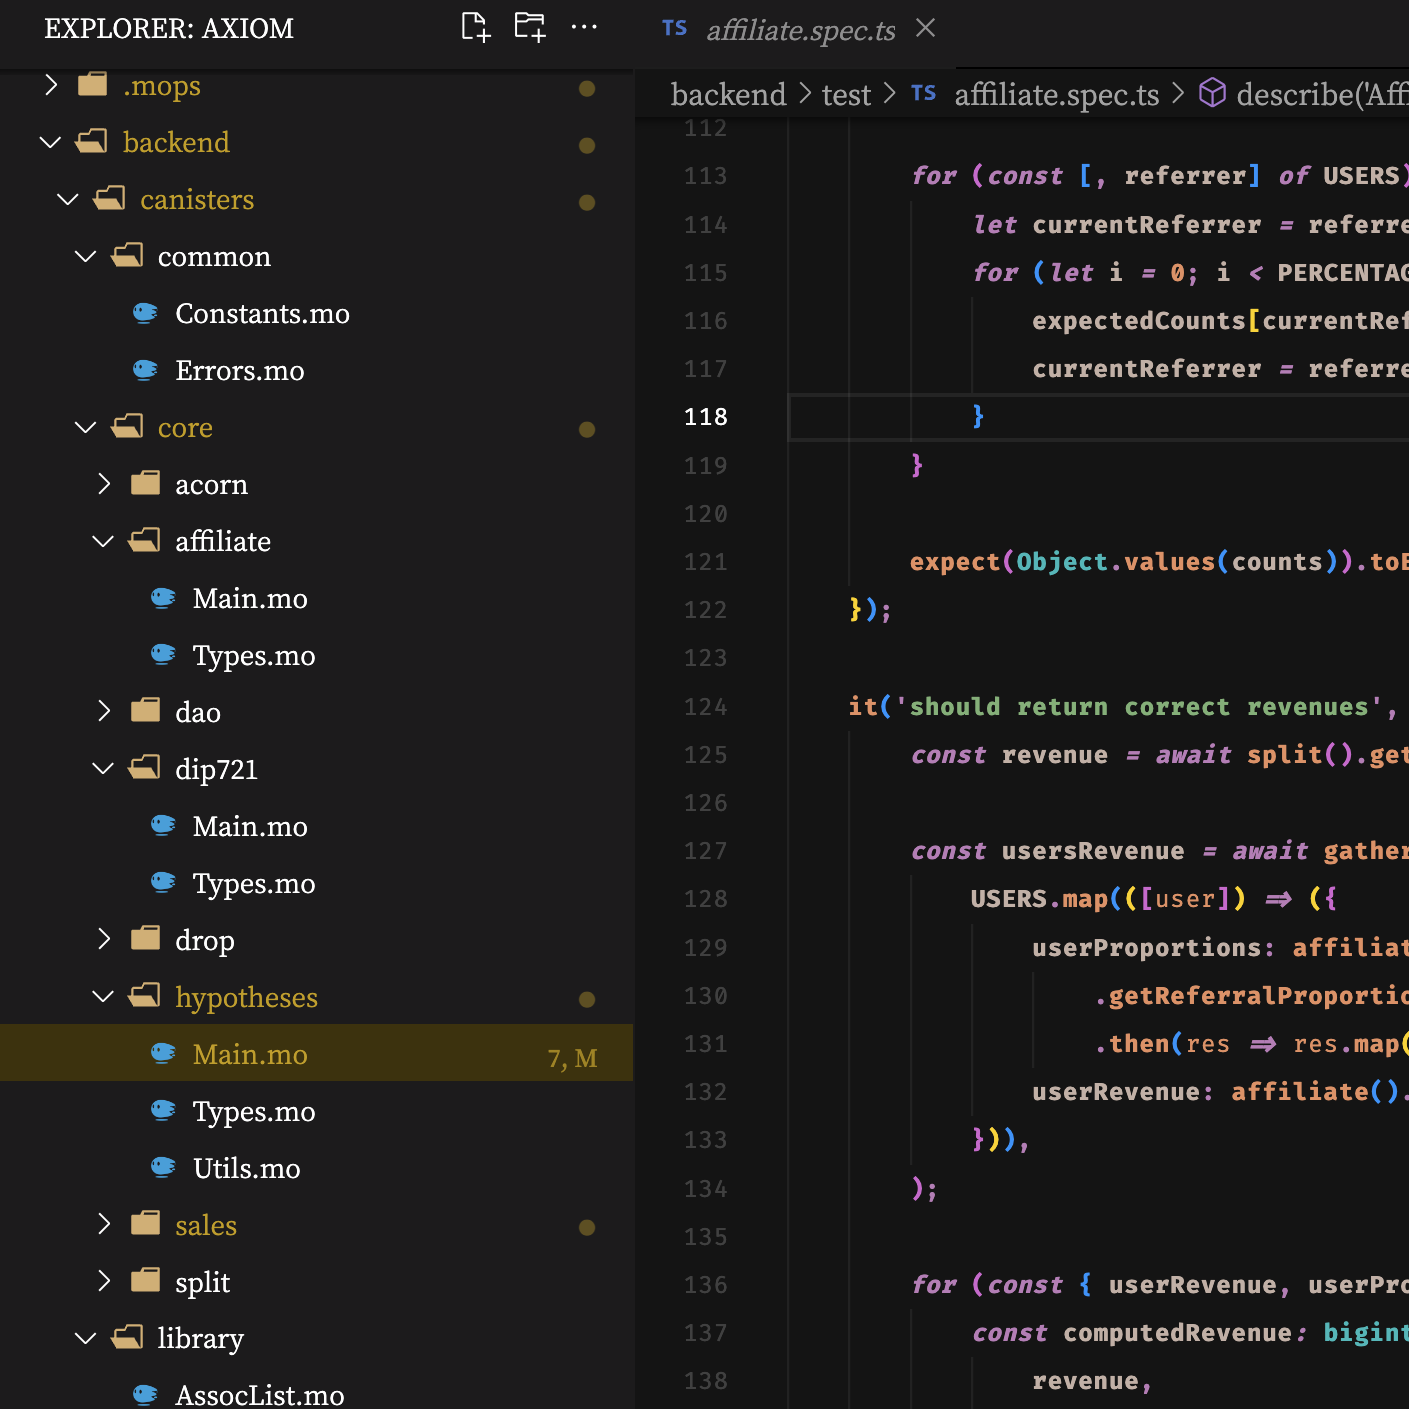 EXPLORER: AXIOM
.mops
backend
canisters
common
Constants.mo
Errors.mo
core
acorn
affiliate
Main.mo
Types.mo
dao
dip721
Main.mo
Types.mo
drop
hypotheses
Main.mo 7, M
Types.mo
Utils.mo
sales
split
library
AssocList.mo
TS affiliate.spec.ts
backend > test > TS affiliate.spec.ts > describe('Affi
112
113 for (const [, referrer] of USERS)
114 let currentReferrer = referre
115 for (let i = 0; i < PERCENTAG
116 expectedCounts[currentRef
117 currentReferrer = referre
118 }
119 }
120
121 expect(Object.values(counts)).toE
122 });
123
124 it('should return correct revenues',
125 const revenue = await split().get
126
127 const usersRevenue = await gather
128 USERS.map(([user]) => ({
129 userProportions: affiliat
130 .getReferralProportio
131 .then(res => res.map(
132 userRevenue: affiliate().
133 })),
134 );
135
136 for (const { userRevenue, userPro
137 const computedRevenue: bigint
138 revenue,